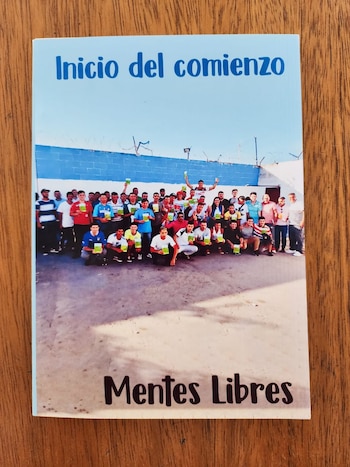 Inicio del comienzo
Mentes Libres